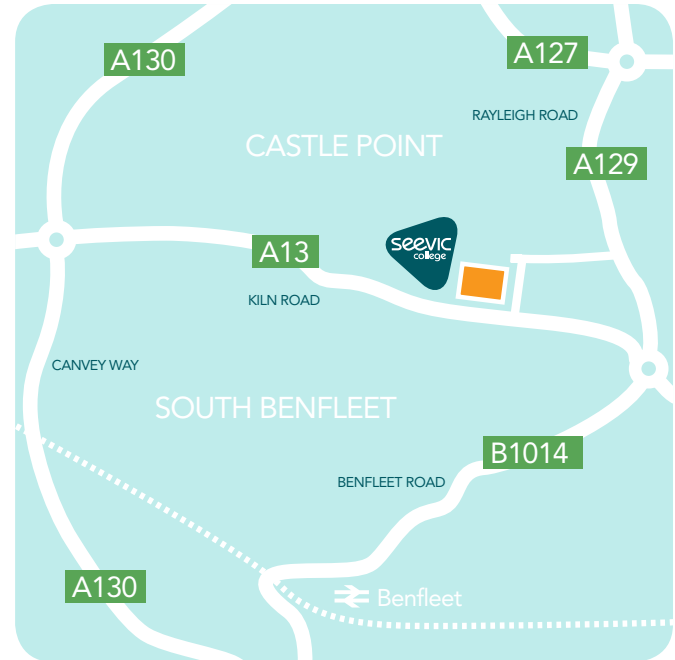 A130
A127
RAYLEIGH ROAD
CASTLE POINT
A129
seevic
college
A13
KILN ROAD
CANVEY WAY
SOUTH BENFLEET
B1014
BENFLEET ROAD
A130
Benfleet